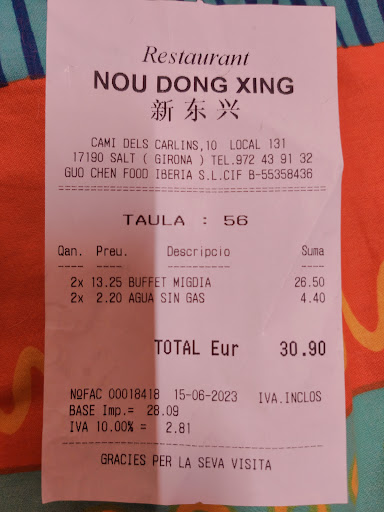 Restaurant
NOU DONG XING
新东兴
CAMI DELS CARLINS,10 LOCAL 131
17190 SALT ( GIRONA ) TEL.972 43 91 32
GUO CHEN FOOD IBERIA S.L.CIF B-55358436
TAULA : 56
Qan. Preu. Descripcio Suma
2x 13.25 BUFFET MIGDIA 26.50
2x 2.20 AGUA SIN GAS 4.40
TOTAL Eur 30.90
NºFAC 00018418 15-06-2023 IVA.INCLOS
BASE Imp.= 28.09
IVA 10.00% = 2.81
GRACIES PER LA SEVA VISITA